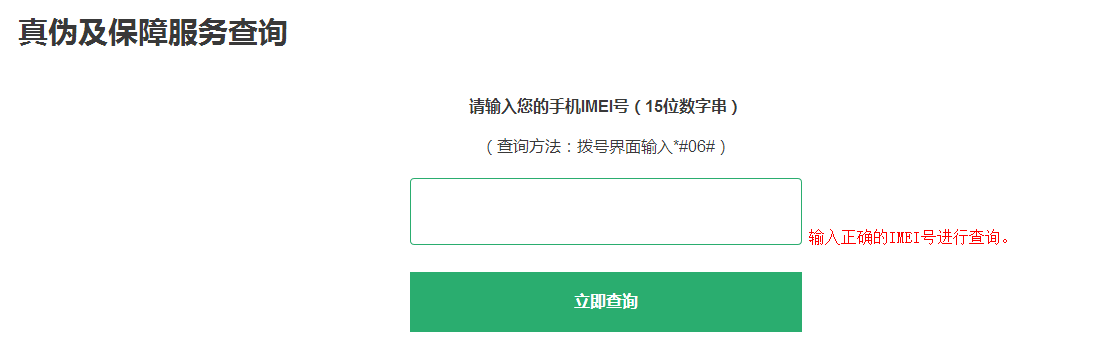 真伪及保障服务查询
请输入您的手机IMEI号（15位数字串）
（查询方法：拨号界面输入*#06#）
输入正确的IMEI号进行查询。
立即查询